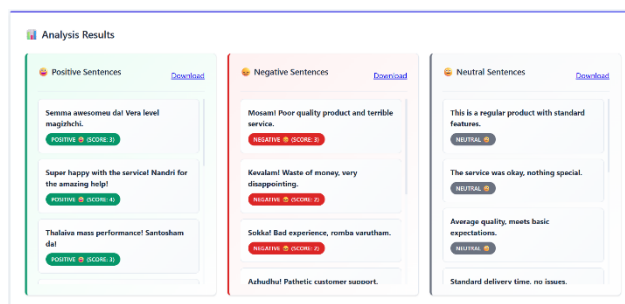 Analysis Results
Positive Sentences
Download
Semma awesomeu da! Vera level
magizhchi.
POSITIVE (SCORE: 3)
Super happy with the service! Nandri for
the amazing help!
POSITIVE (SCORE: 4)
Thalaiva mass performance! Santosham
da!
POSITIVE (SCORE: 3)
Negative Sentences
Download
Mosam! Poor quality product and terrible
service.
NEGATIVE (SCORE: 3)
Kevalam! Waste of money, very
disappointing.
NEGATIVE (SCORE: 3)
Sokka! Bad experience, romba varutham.
NEGATIVE (SCORE: 2)
Azhudhu! Pathetic customer support.
Neutral Sentences
Download
This is a regular product with standard
features.
NEUTRAL
The service was okay, nothing special.
NEUTRAL
Average quality, meets basic
expectations.
NEUTRAL
Standard delivery time, no issues.